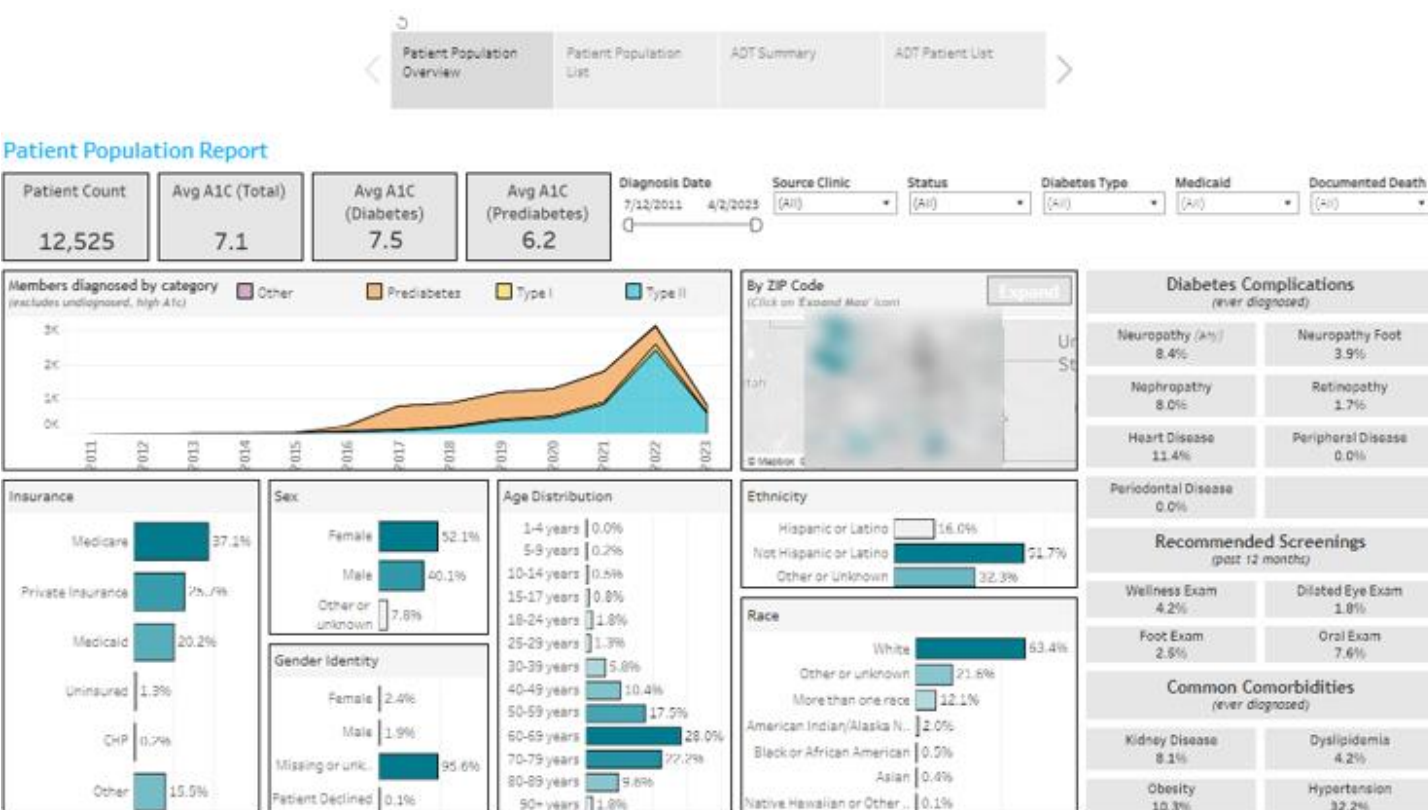 Patient Population Overview
Patient Population List
ADT Summary
ADT Patient List
Patient Population Report
Patient Count
12,525
Avg A1C (Total)
7.1
Avg A1C (Diabetes)
7.5
Avg A1C (Prediabetes)
6.2
Diagnosis Date
7/12/2011 4/2/2023
Source Clinic
(All)
Status
(All)
Diabetes Type
(All)
Medicaid
(All)
Documented Death
(All)
Members diagnosed by category
(excludes undiagnosed, high A1c)
Other
Prediabetes
Type I
Type II
3K
2K
1K
0K
2011 2012 2013 2014 2015 2016 2017 2018 2019 2020 2021 2022 2023
By ZIP Code
(Click on 'Expand Map' icon)
Expand
© Mapbox
Diabetes Complications
(ever diagnosed)
Neuropathy (Any)
8.4%
Neuropathy Foot
3.9%
Nephropathy
8.0%
Retinopathy
1.7%
Heart Disease
11.4%
Peripheral Disease
0.0%
Periodontal Disease
0.0%
Recommended Screenings
(past 12 months)
Wellness Exam
4.2%
Dilated Eye Exam
1.8%
Foot Exam
Oral Exam
7.6%
Common Comorbidities
(ever diagnosed)
Kidney Disease
8.1%
Dyslipidemia
4.2%
Obesity
10.3%
Hypertension
32.2%
Insurance
Medicare 37.1%
Private Insurance
Medicaid 20.2%
Uninsured 1.3%
CHP 0.2%
Other 15.5%
Sex
Female 52.1%
Male 40.1%
Other or unknown 7.8%
Gender Identity
Female 2.4%
Male 1.9%
Missing or unk.. 95.6%
Patient Declined 0.1%
Age Distribution
1-4 years 0.0%
5-9 years 0.2%
10-14 years
15-17 years 0.8%
18-24 years 1.8%
25-29 years 1.3%
30-39 years 5.8%
40-49 years 10.4%
50-59 years 17.5%
60-69 years 28.0%
70-79 years 22.2%
80-89 years 9.6%
90+ years 1.8%
Ethnicity
Hispanic or Latino 16.0%
Not Hispanic or Latino 51.7%
Other or Unknown 32.3%
Race
White 63.4%
Other or unknown 21.6%
More than one race 12.1%
American Indian/Alaska N.. 2.0%
Black or African American 0.5%
Asian 0.4%
Native Hawaiian or Other .. 0.1%